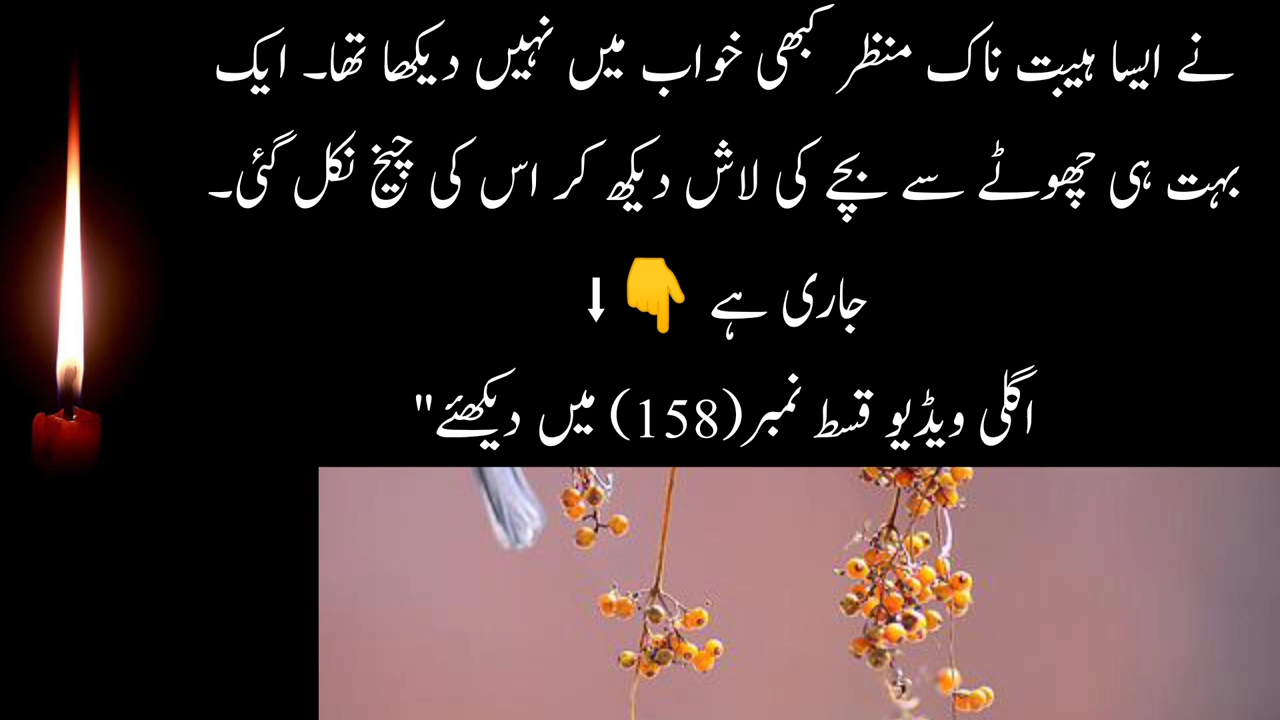 نے ایسا ہیبت ناک منظر کبھی خواب میں نہیں دیکھا تھا۔ ایک
بہت ہی چھوٹے سے بچے کی لاش دیکھ کر اس کی چیخ نکل گئی۔
جاری ہے 👇⬇
اگلی ویڈیو قسط نمبر(158) میں دیکھئے"